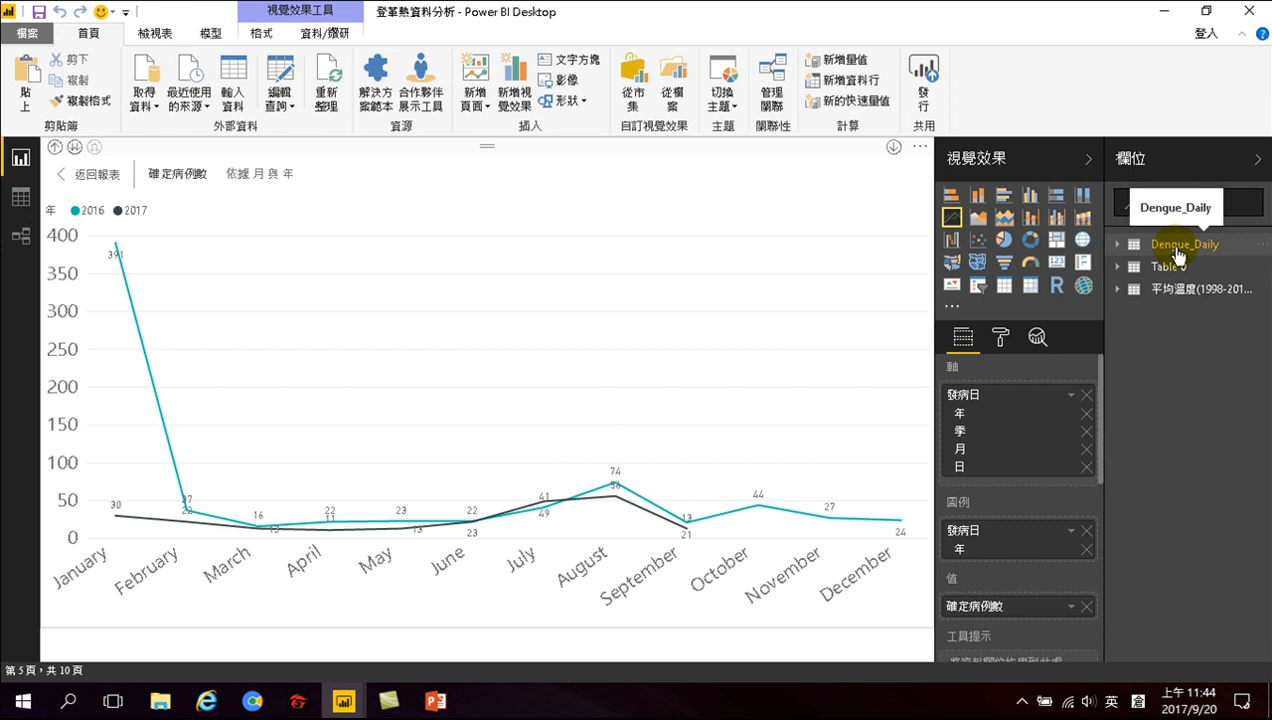 登革熱資料分析 - Power BI Desktop
視覺效果工具
檔案 首頁 檢視表 模型 格式 資料/鑽研
登入
貼上
剪下
複製
複製格式
剪貼簿
取得資料
最近使用的來源
輸入資料
編輯查詢
外部資料
重新整理
解決方案範本
合作夥伴展示工具
資源
新增頁面
新增視覺效果
文字方塊
影像
形狀
插入
從市集
從檔案
自訂視覺效果
切換主題
主題
管理關聯
關聯性
新增量值
新增資料行
新的快速量值
計算
發行
共用
返回報表 確定病例數 依據 月 與 年
年 2016 2017
400
350
300
250
200
150
100
50
0
391
30
37
22
16
13
22
11
23
13
22
23
41
49
74
56
13
21
44
27
24
January February March April May June July August September October November December
視覺效果
軸
發病日
年
季
月
日
圖例
發病日
年
值
確定病例數
工具提示
欄位
Dengue_Daily
Dengue_Daily
Table 0
平均溫度(1998-201...
第 5 頁，共 10 頁
英
倉
上午 11:44
2017/9/20